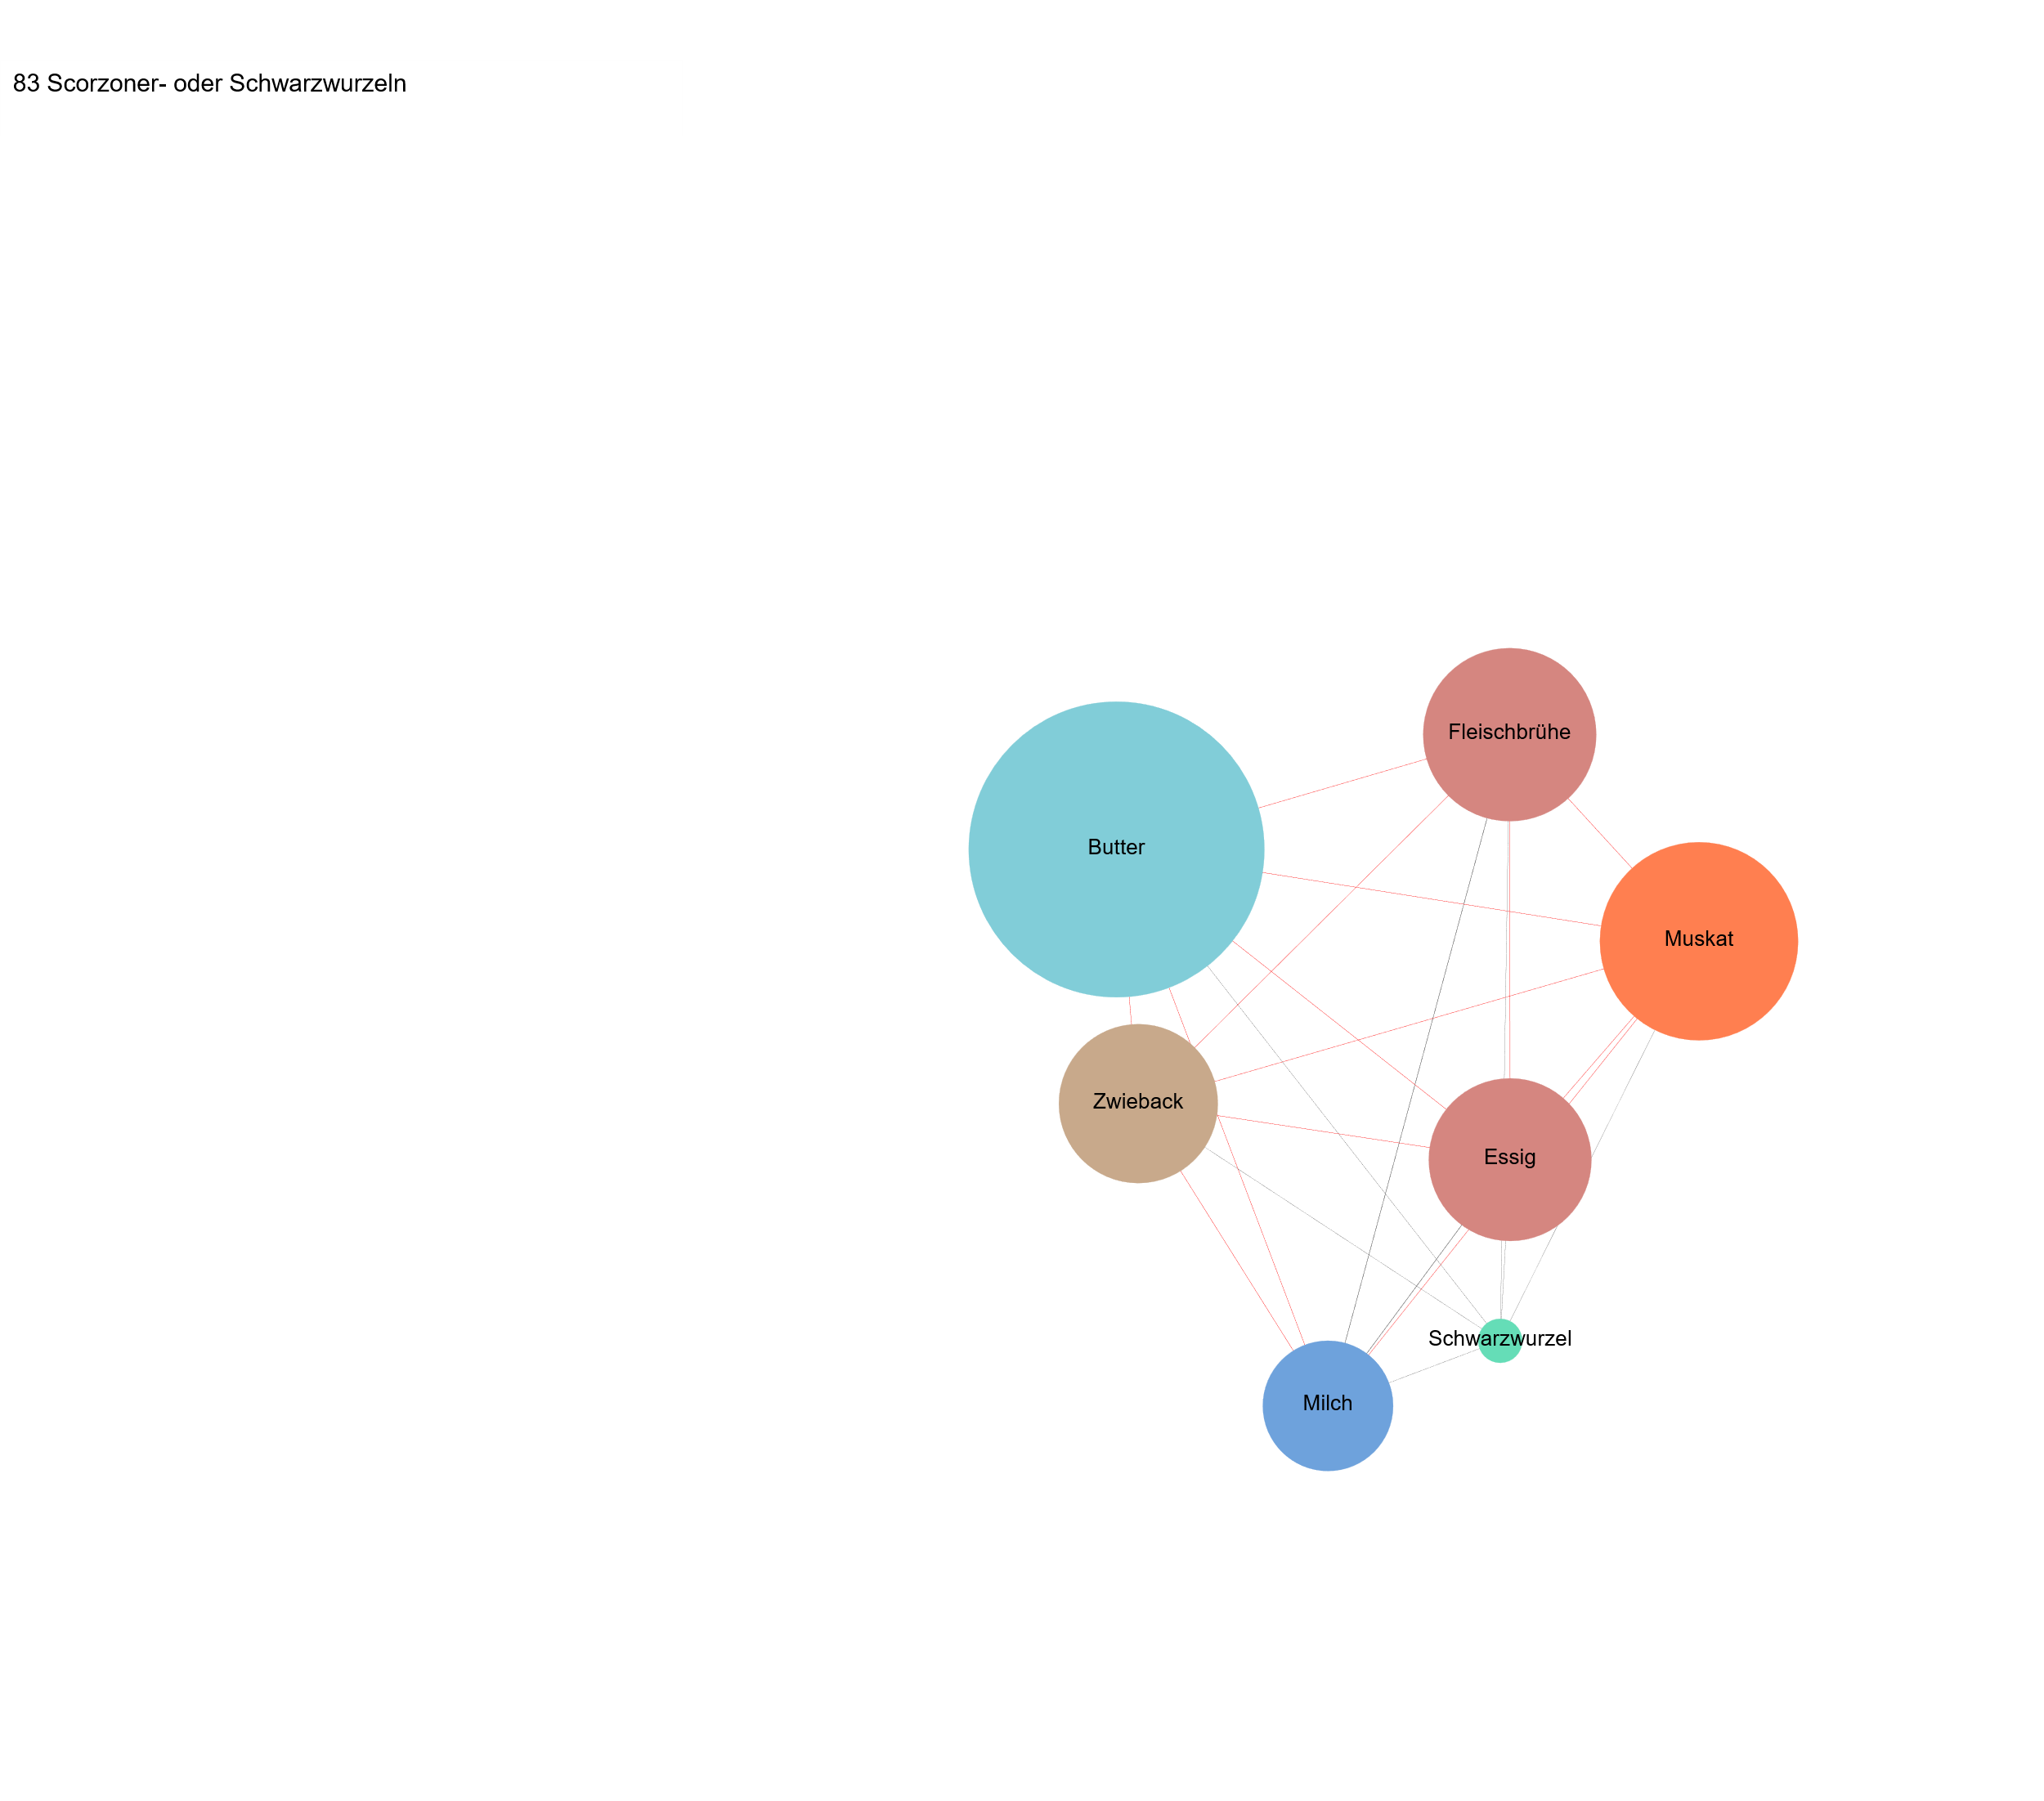 83 Scorzoner- oder Schwarzwurzeln
Fleischbrühe
Butter
Muskat
Zwieback
Essig
Schwarzwurzel
Milch